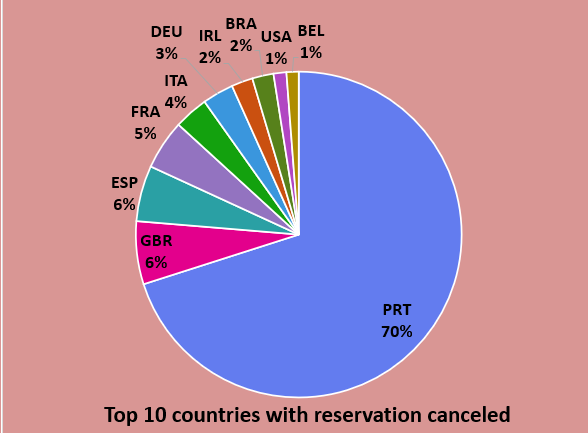 BRA
2%
DEU
3%
IRL
2%
USA
1%
BEL
1%
ITA
4%
FRA
5%
ESP
6%
GBR
6%
PRT
70%
Top 10 countries with reservation canceled